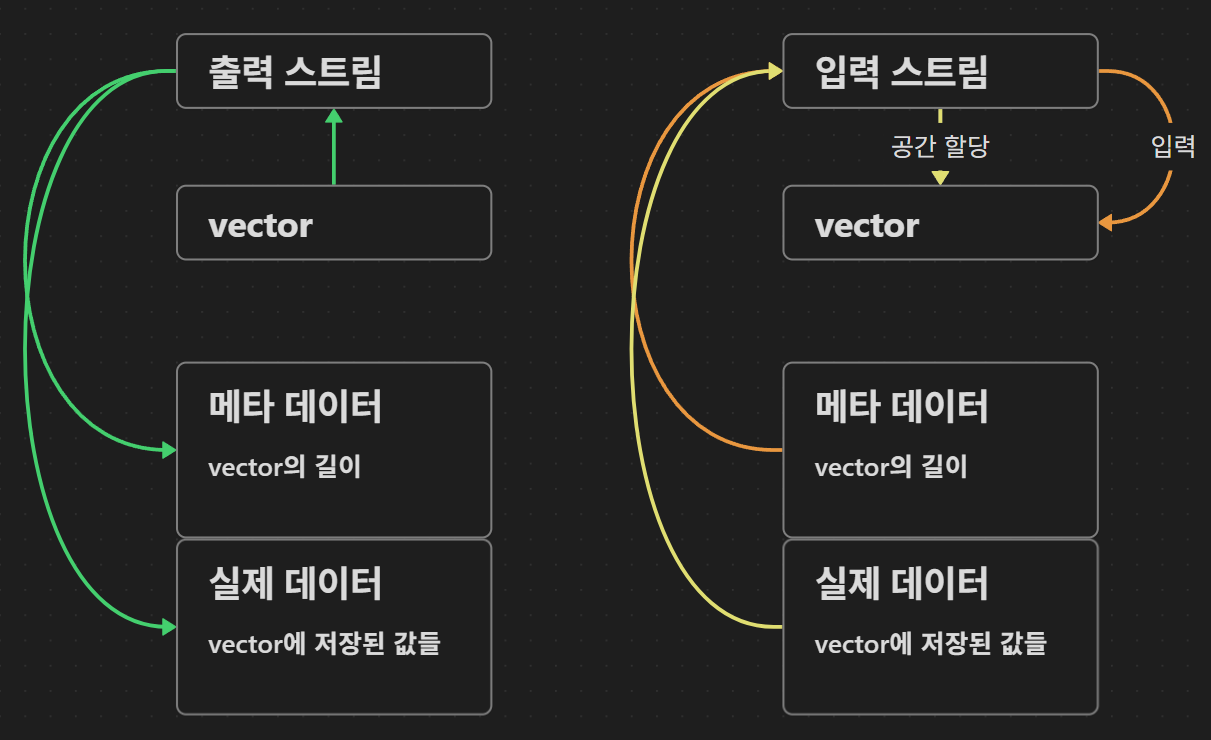 출력 스트림
vector
메타 데이터
vector의 길이
실제 데이터
vector에 저장된 값들
입력 스트림
공간 할당
입력
vector
메타 데이터
vector의 길이
실제 데이터
vector에 저장된 값들